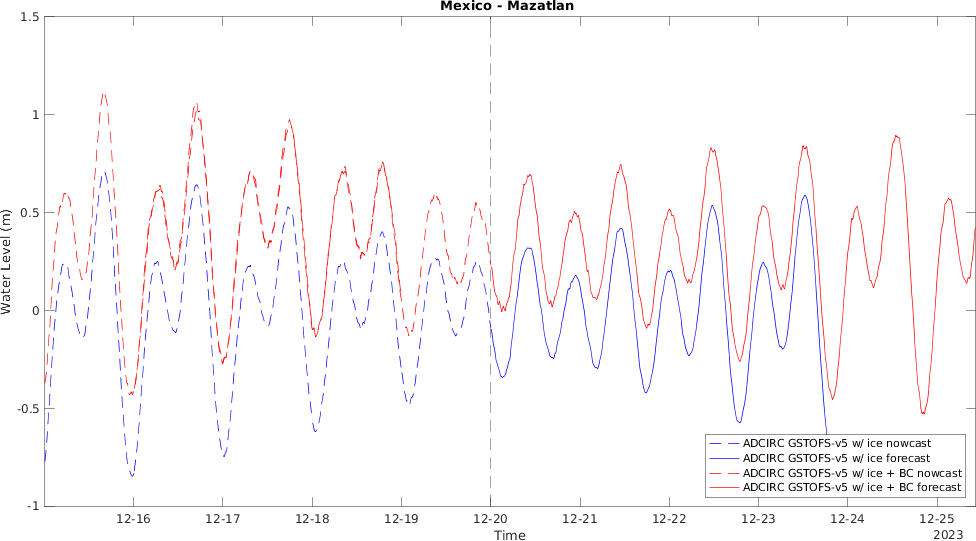 Mexico - Mazatlan
1.5
1
0.5
0
-0.5
-1
Water Level (m)
12-16
12-17
12-18
12-19
12-20
12-21
12-22
12-23
12-24
12-25
Time
2023
ADCIRC GSTOFS-v5 w/ ice nowcast
ADCIRC GSTOFS-v5 w/ ice forecast
ADCIRC GSTOFS-v5 w/ ice + BC nowcast
ADCIRC GSTOFS-v5 w/ ice + BC forecast